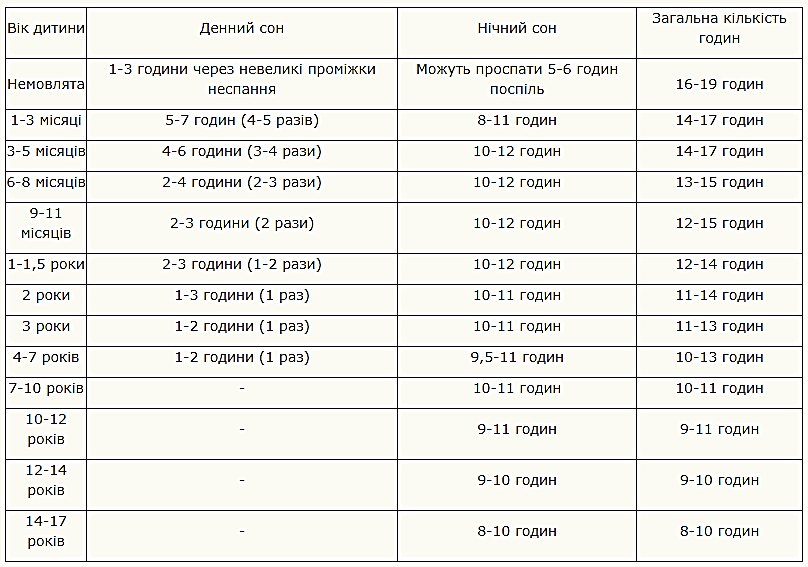 Вік дитини Денний сон Нічний сон Загальна кількість
годин
Немовлята 1-3 години через невеликі проміжки
неспання Можуть проспати 5-6 годин
поспіль 16-19 годин
1-3 місяці 5-7 годин (4-5 разів) 8-11 годин 14-17 годин
3-5 місяців 4-6 години (3-4 рази) 10-12 годин 14-17 годин
6-8 місяців 2-4 години (2-3 рази) 10-12 годин 13-15 годин
9-11
місяців 2-3 години (2 рази) 10-12 годин 12-15 годин
1-1,5 роки 2-3 години (1-2 рази) 10-12 годин 12-14 годин
2 роки 1-3 години (1 раз) 10-11 годин 11-14 годин
3 роки 1-2 години (1 раз) 10-11 годин 11-13 годин
4-7 років 1-2 години (1 раз) 9,5-11 годин 10-13 годин
7-10 років - 10-11 годин 10-11 годин
10-12
років - 9-11 годин 9-11 годин
12-14
років - 9-10 годин 9-10 годин
14-17
років - 8-10 годин 8-10 годин